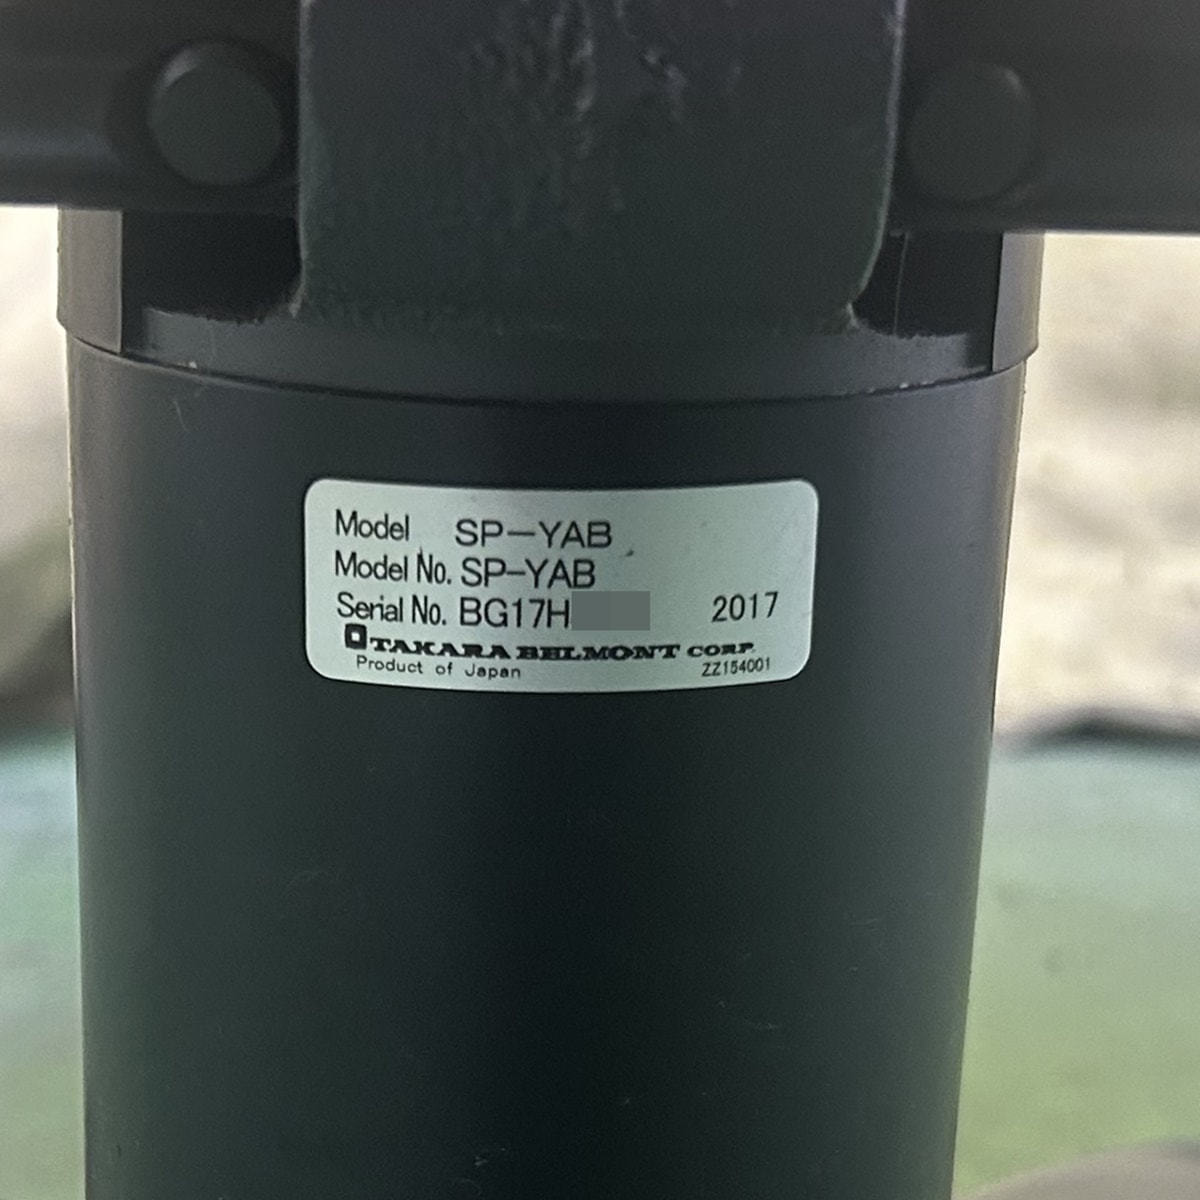 Model SP-YAB
Model No. SP-YAB
Serial No. BG17H 2017
TAKARA BELMONT CORP.
Product of Japan ZZ154001